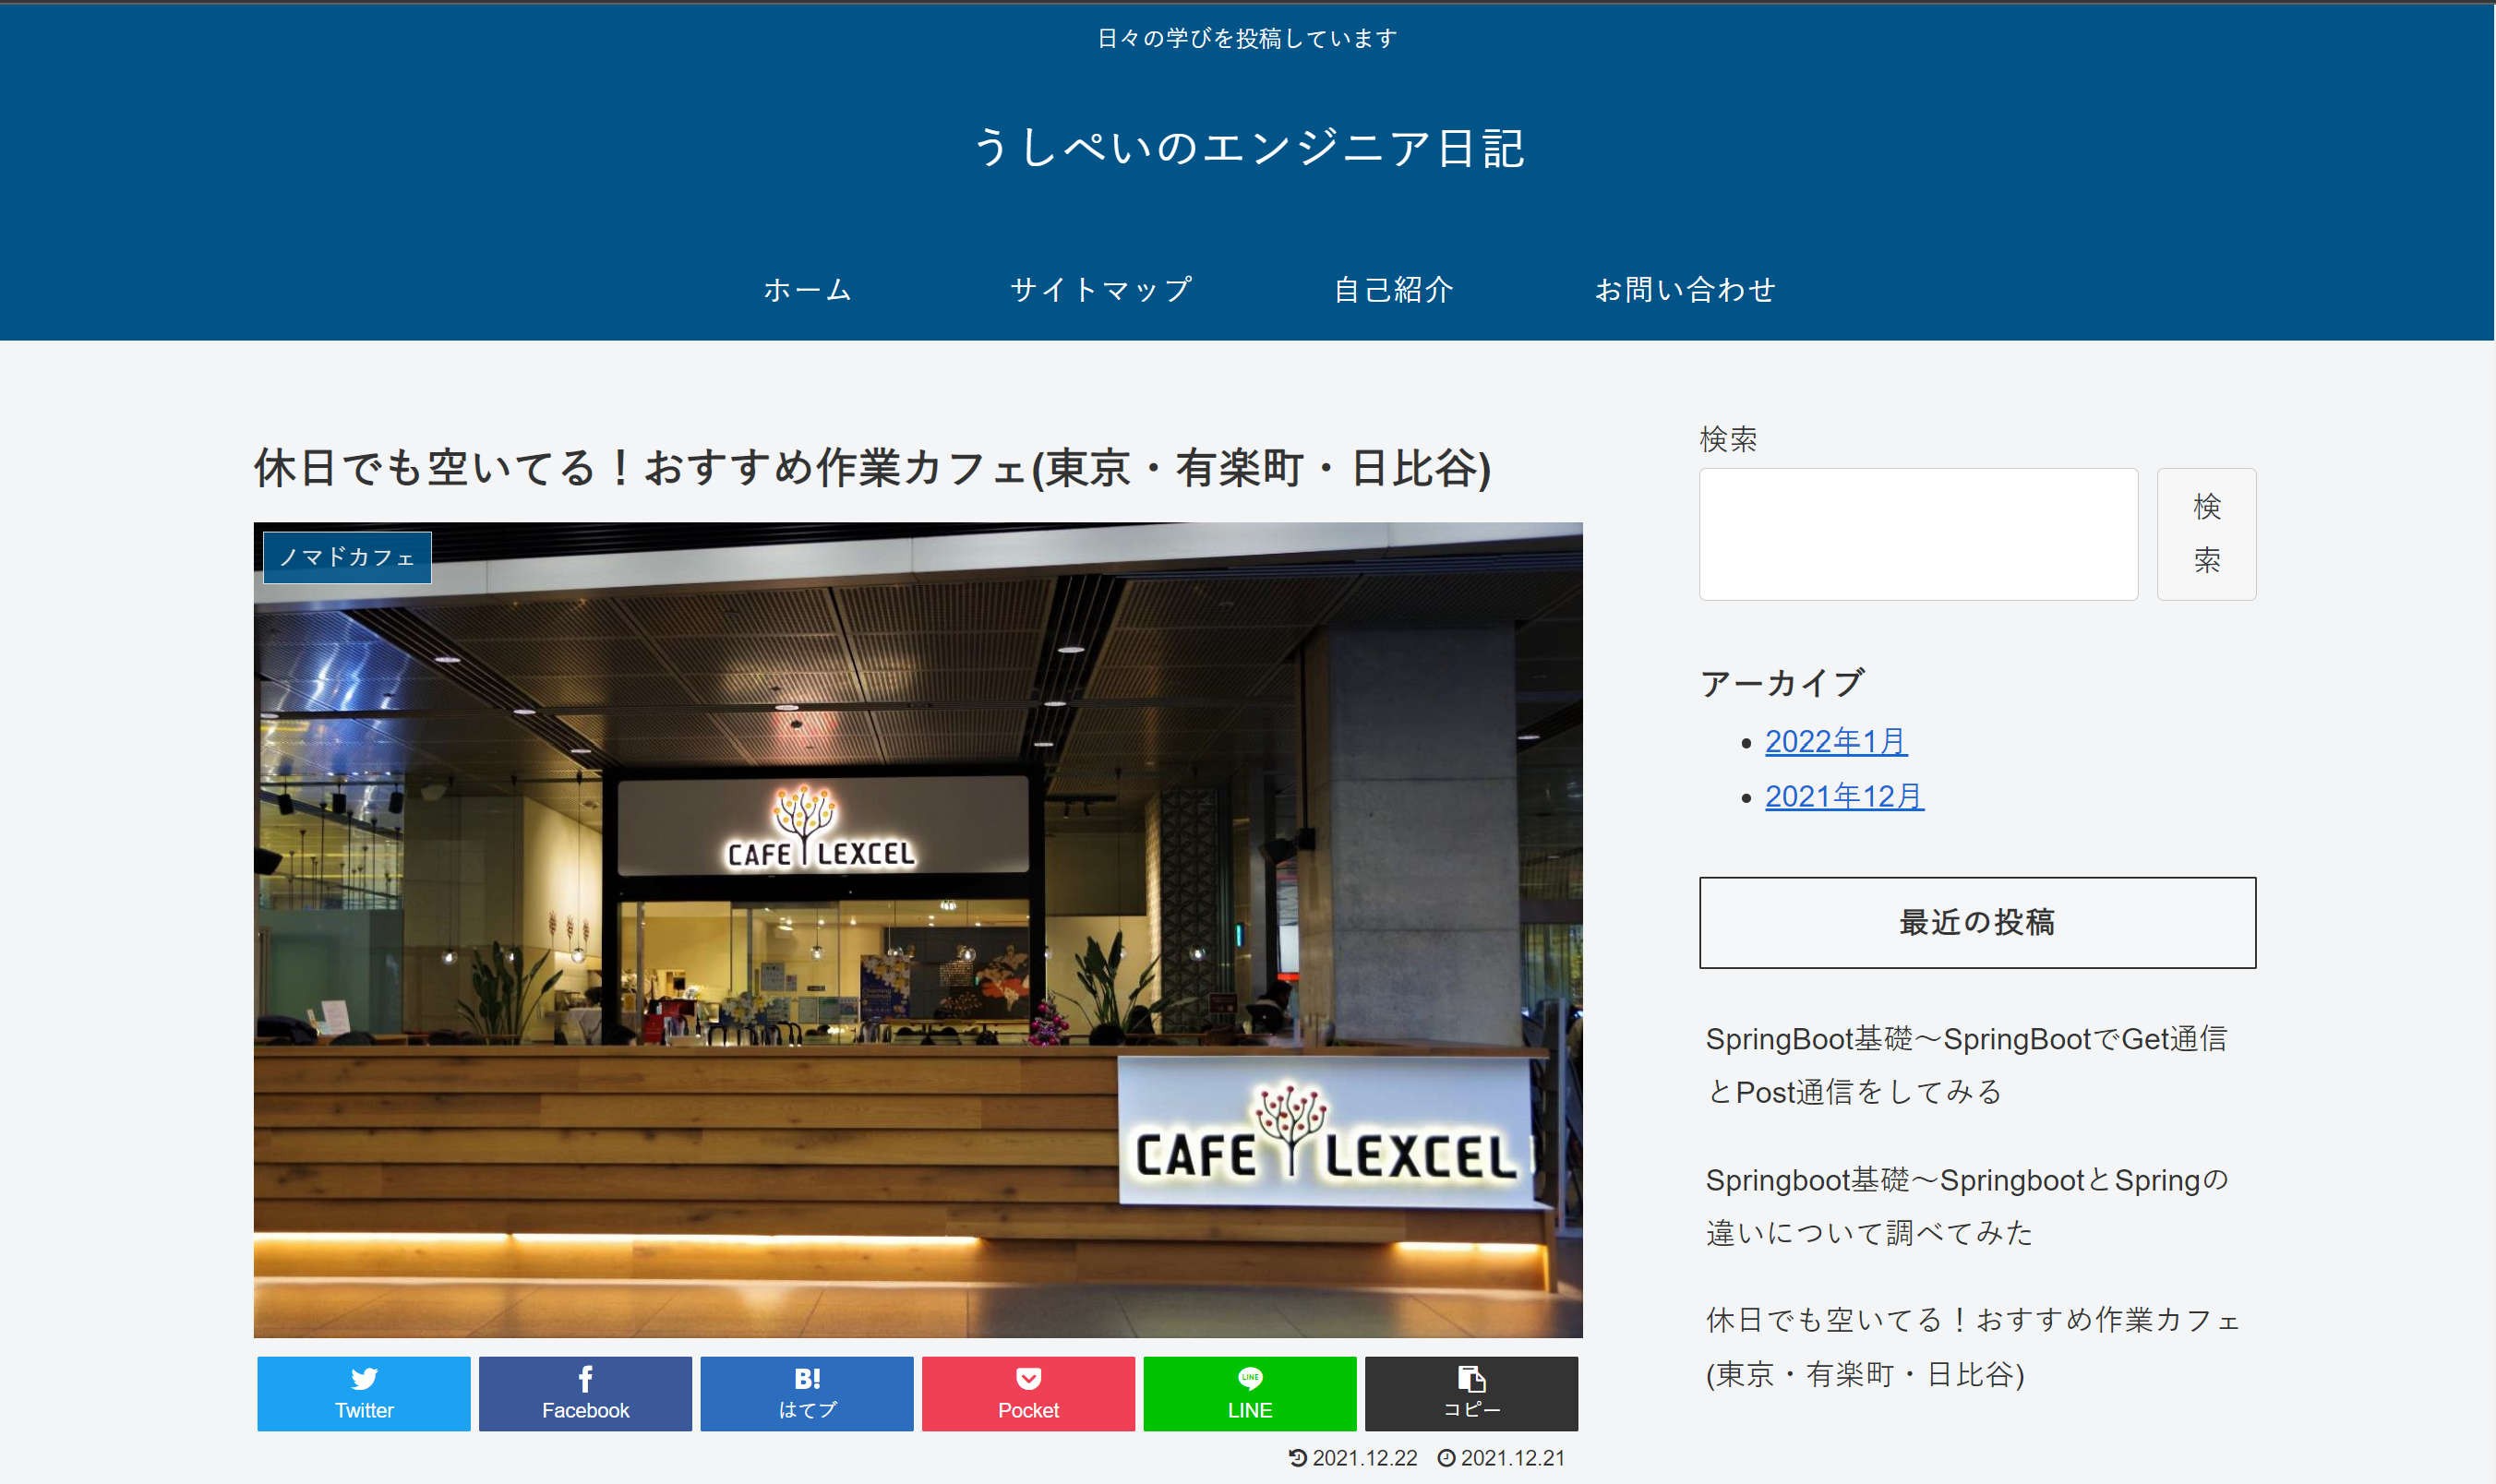 日々の学びを投稿しています
うしぺいのエンジニア日記
ホーム サイトマップ 自己紹介 お問い合わせ
休日でも空いてる！おすすめ作業カフェ(東京・有楽町・日比谷)
ノマドカフェ
CAFE LEXCEL
CAFE LEXCEL
Twitter
Facebook
B!
はてブ
Pocket
LINE
LINE
コピー
2021.12.22 2021.12.21
検索
検
索
アーカイブ
2022年1月
2021年12月
最近の投稿
SpringBoot基礎～SpringBootでGet通信
とPost通信をしてみる
Springboot基礎～SpringbootとSpringの
違いについて調べてみた
休日でも空いてる！おすすめ作業カフェ
(東京・有楽町・日比谷)